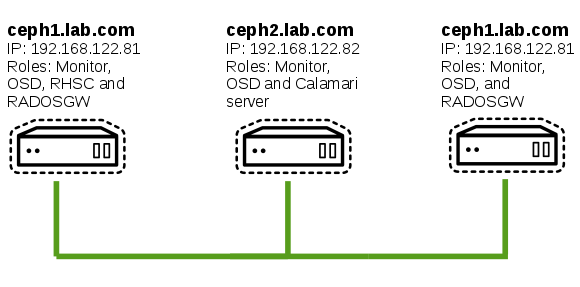 ceph1.lab.com
IP: 192.168.122.81
Roles: Monitor,
OSD, RHSC and
RADOSGW
ceph2.lab.com
IP: 192.168.122.82
Roles: Monitor,
OSD and Calamari
server
ceph1.lab.com
IP: 192.168.122.81
Roles: Monitor,
OSD, and
RADOSGW